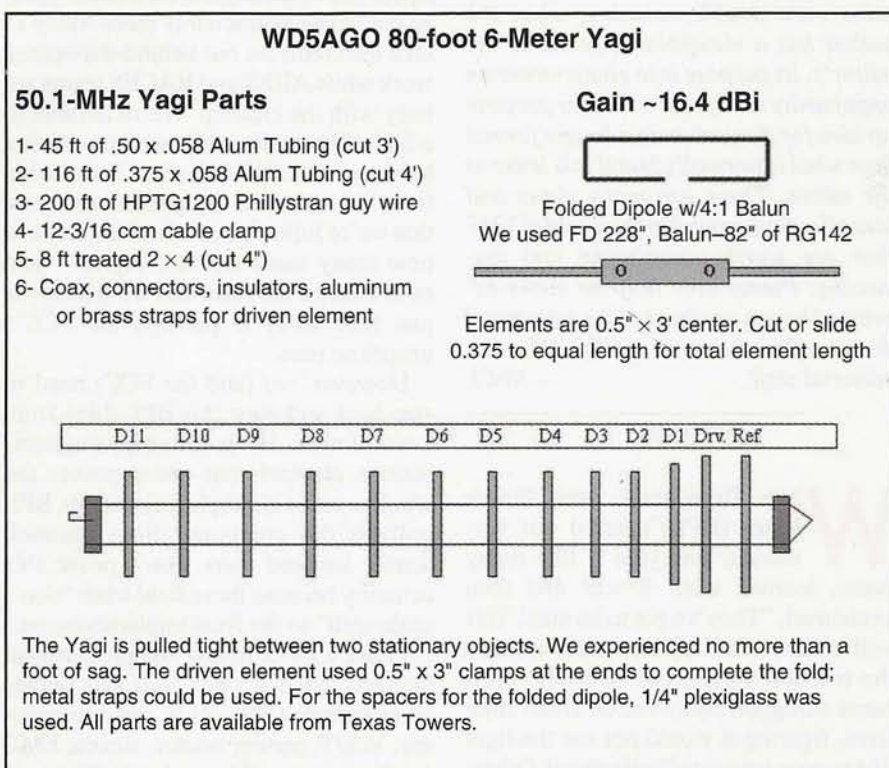 WD5AGO 80-foot 6-Meter Yagi
50.1-MHz Yagi Parts
1- 45 ft of .50 x .058 Alum Tubing (cut 3')
2- 116 ft of .375 x .058 Alum Tubing (cut 4')
3- 200 ft of HPTG1200 Phillystran guy wire
4- 12-3/16 ccm cable clamp
5- 8 ft treated 2 × 4 (cut 4")
6- Coax, connectors, insulators, aluminum
or brass straps for driven element
Gain ~16.4 dBi
Folded Dipole w/4:1 Balun
We used FD 228", Balun–82" of RG142
Elements are 0.5" × 3' center. Cut or slide
0.375 to equal length for total element length
D11 D10 D9 D8 D7 D6 D5 D4 D3 D2 D1 Drv. Ref.
The Yagi is pulled tight between two stationary objects. We experienced no more than a
foot of sag. The driven element used 0.5" × 3" clamps at the ends to complete the fold;
metal straps could be used. For the spacers for the folded dipole, 1/4" plexiglass was
used. All parts are available from Texas Towers.